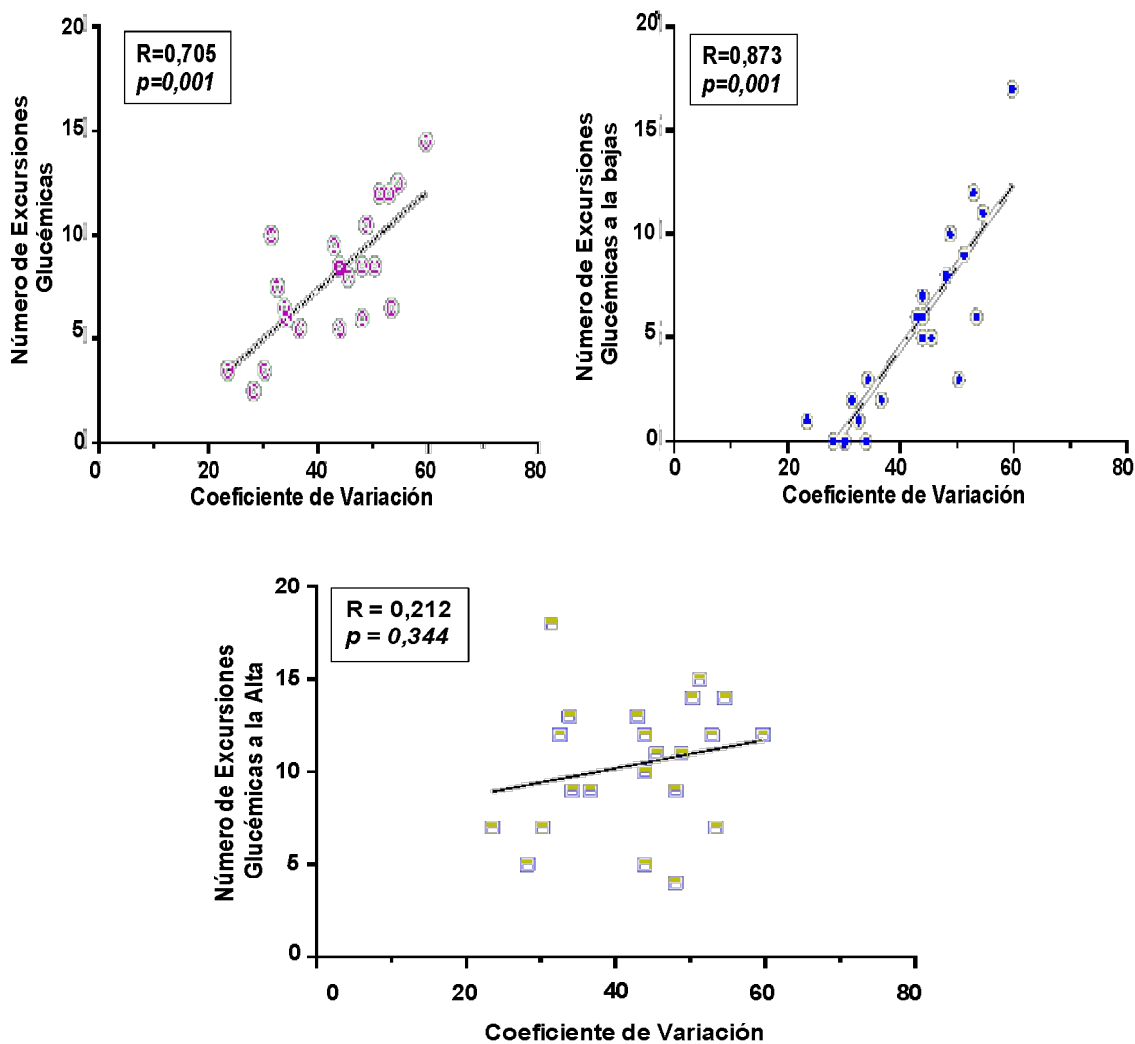 R=0,705
p=0,001
Número de Excursiones
Glucémicas
20
15
10
5
0
0 20 40 60 80
Coeficiente de Variación
R=0,873
p=0,001
Número de Excursiones
Glucémicas a la bajas
20
15
10
5
0
0 20 40 60 80
Coeficiente de Variación
R = 0,212
p = 0,344
Número de Excursiones
Glucémicas a la Alta
20
15
10
5
0
0 20 40 60 80
Coeficiente de Variación